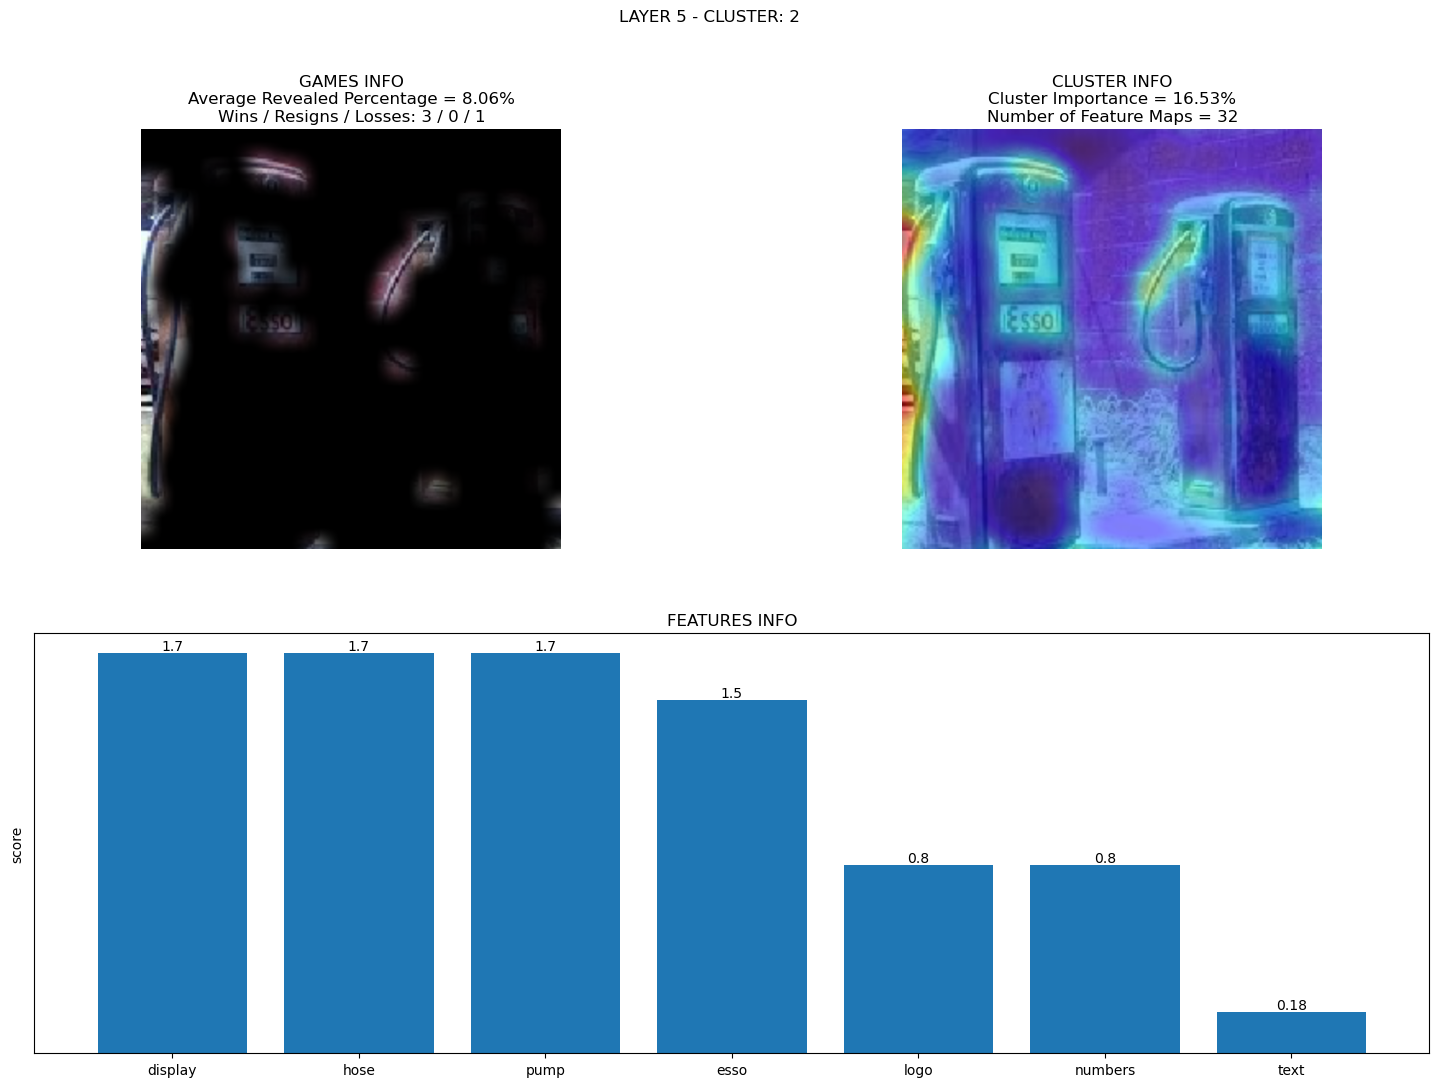 LAYER 5 - CLUSTER: 2
GAMES INFO
Average Revealed Percentage = 8.06%
Wins / Resigns / Losses: 3 / 0 / 1
CLUSTER INFO
Cluster Importance = 16.53%
Number of Feature Maps = 32
ESSO
ESSO
FEATURES INFO
score
1.7
1.7
1.7
1.5
0.8
0.8
0.18
display
hose
pump
esso
logo
numbers
text